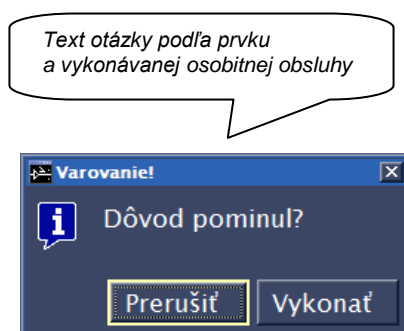 Text otázky podľa prvku
a vykonávanej osobitnej obsluhy
Varovanie!
Dôvod pominul?
Prerušiť Vykonať